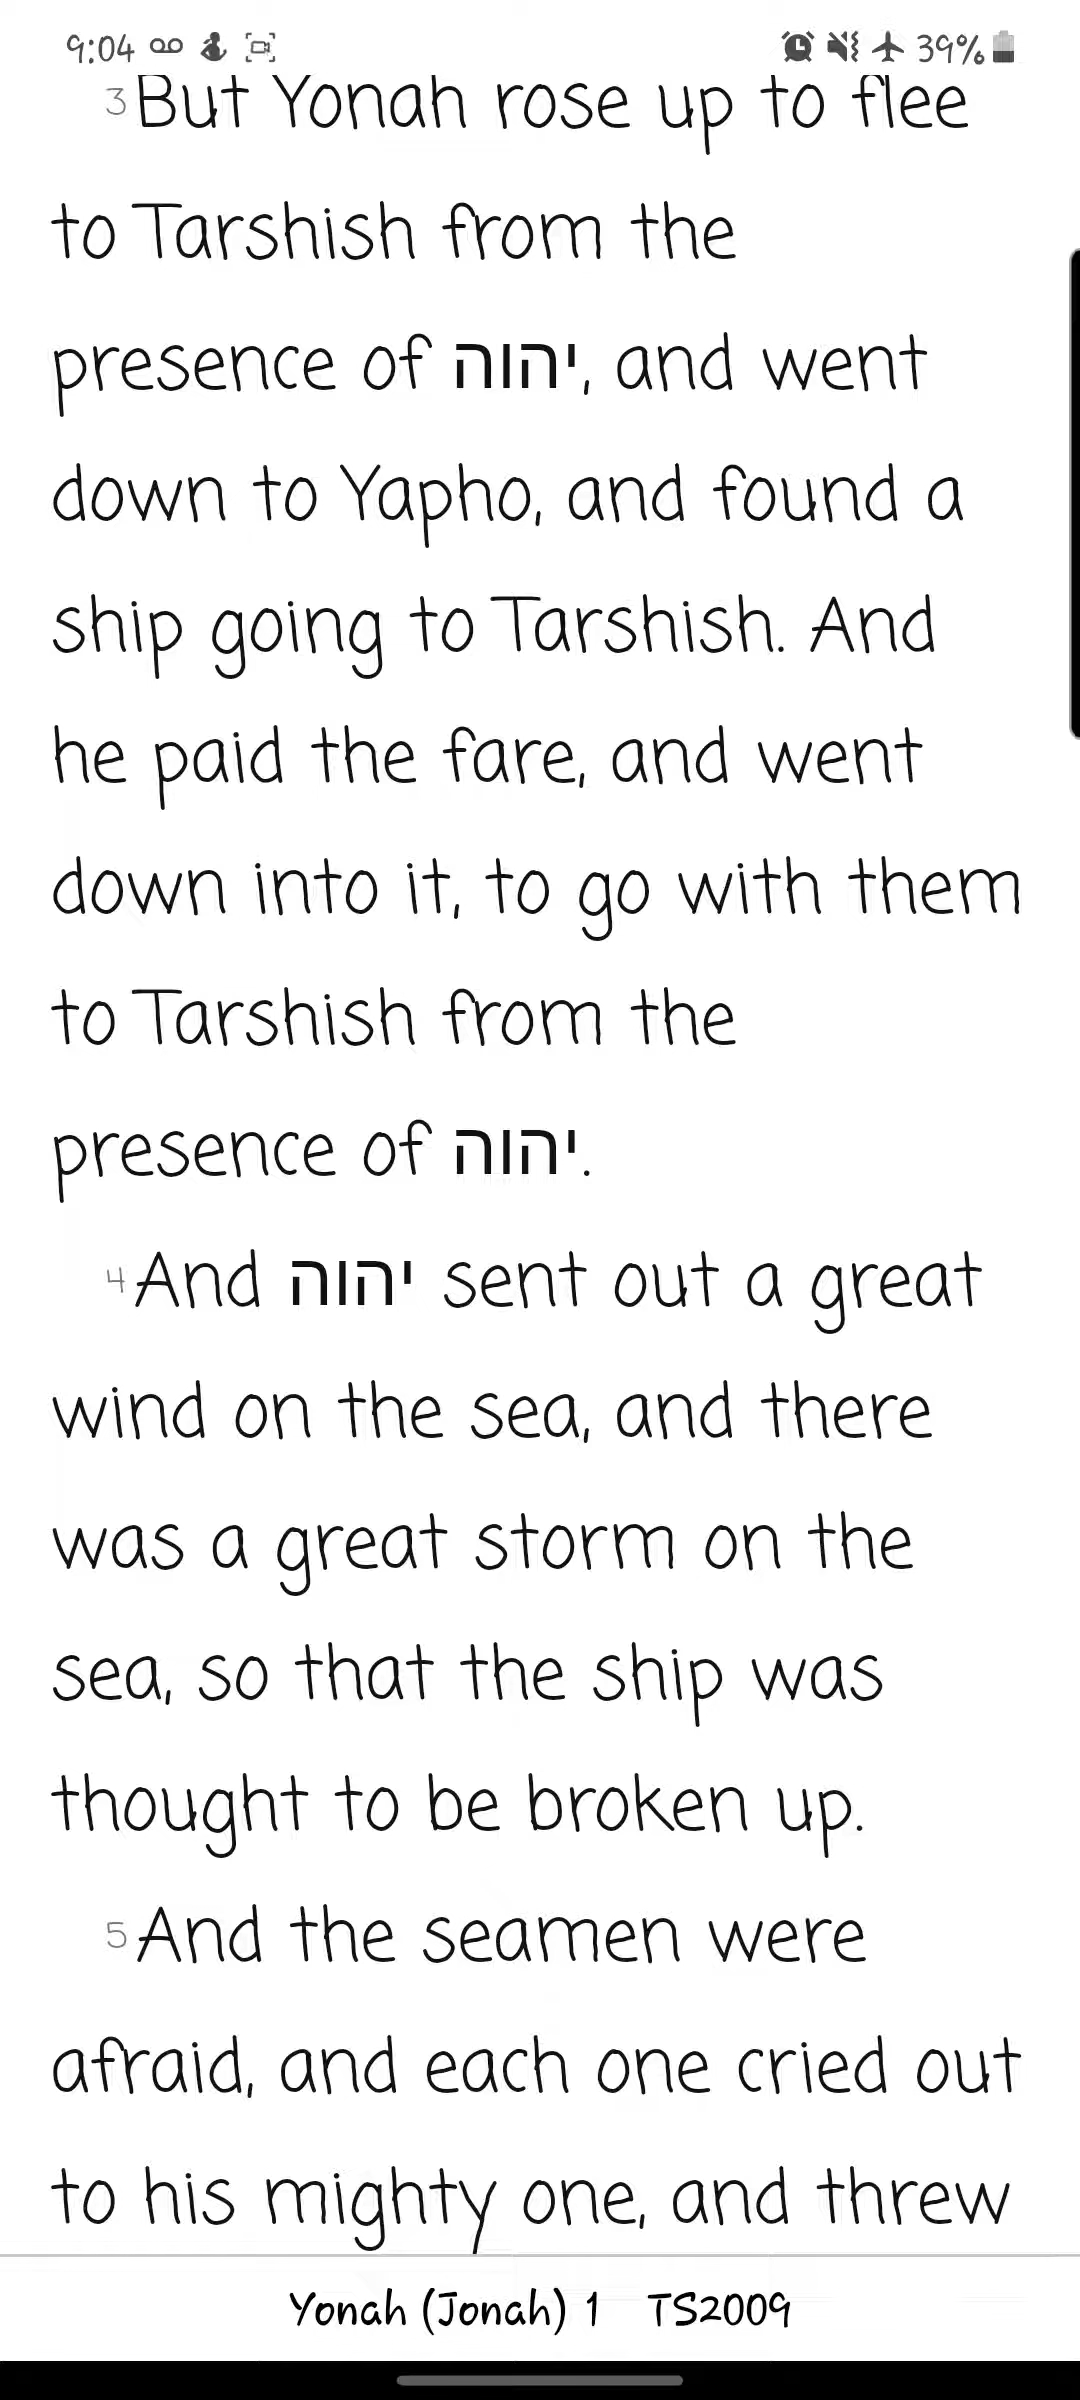 9:04 39%
3 But Yonah rose up to flee
to Tarshish from the
presence of יהוה, and went
down to Yapho, and found a
ship going to Tarshish. And
he paid the fare, and went
down into it, to go with them
to Tarshish from the
presence of יהוה.
4 And יהוה sent out a great
wind on the sea, and there
was a great storm on the
sea, so that the ship was
thought to be broken up.
5 And the seamen were
afraid, and each one cried out
to his mighty one, and threw
Yonah (Jonah) 1 TS2009